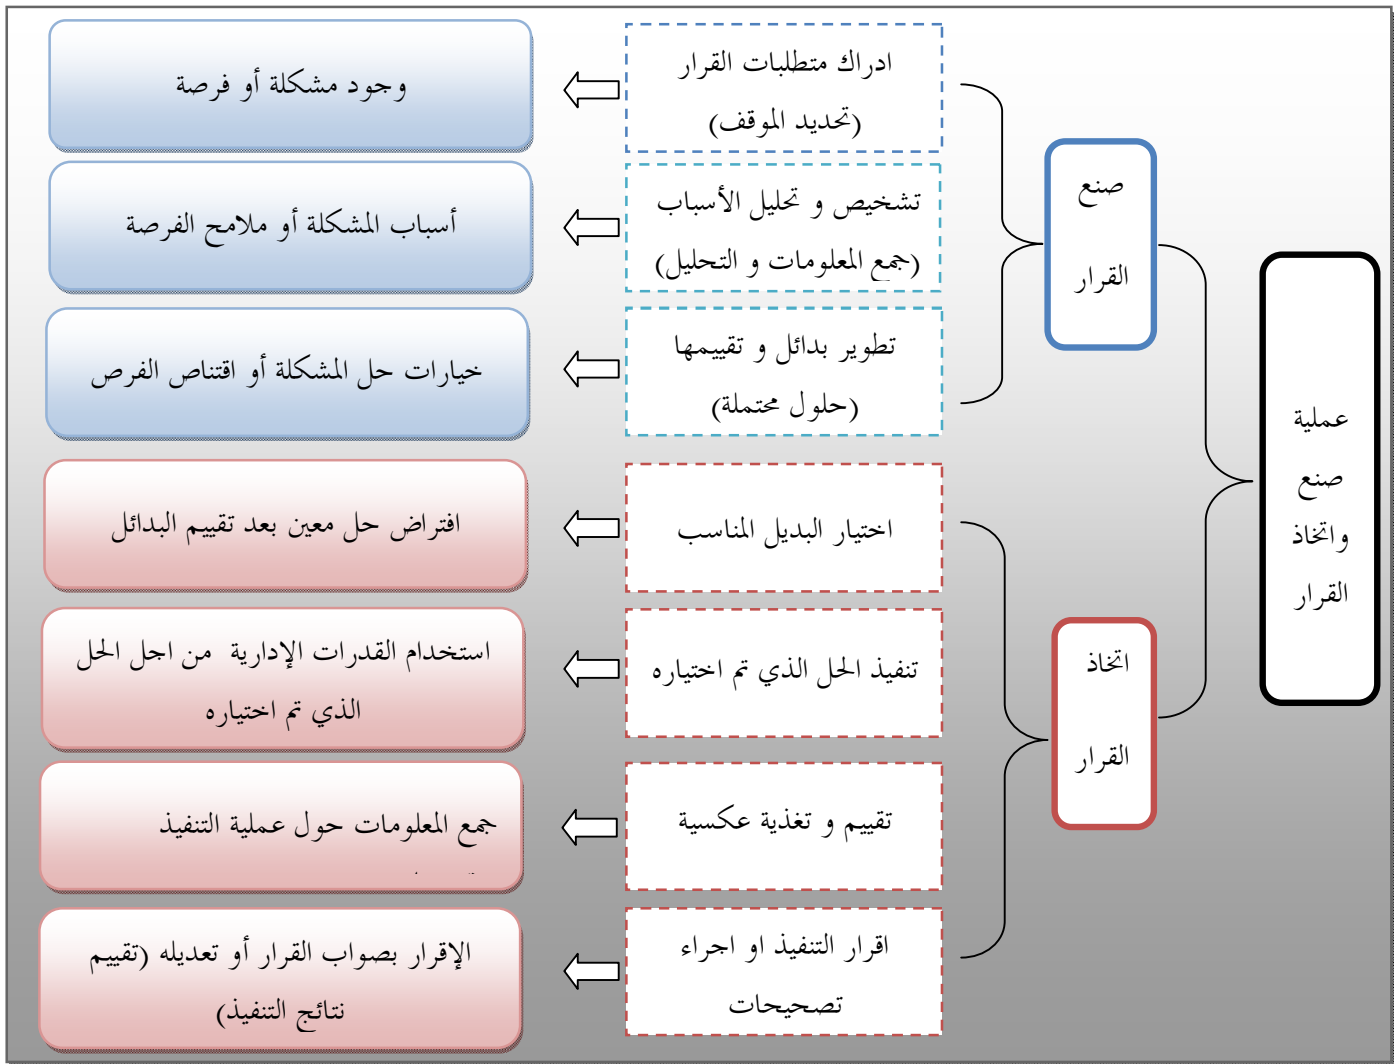 عملية
صنع
واتخاذ
القرار
صنع
القرار
ادراك متطلبات القرار
(تحديد الموقف)
وجود مشكلة أو فرصة
تشخيص و تحليل الأسباب
(جمع المعلومات و التحليل)
أسباب المشكلة أو ملامح الفرصة
تطوير بدائل و تقييمها
(حلول محتملة)
خيارات حل المشكلة أو اقتناص الفرص
اتخاذ
القرار
اختيار البديل المناسب
افتراض حل معين بعد تقييم البدائل
تنفيذ الحل الذي تم اختياره
استخدام القدرات الإدارية من اجل الحل
الذي تم اختياره
تقييم و تغذية عكسية
جمع المعلومات حول عملية التنفيذ
اقرار التنفيذ او اجراء
تصحيحات
الإقرار بصواب القرار أو تعديله (تقييم
نتائج التنفيذ)